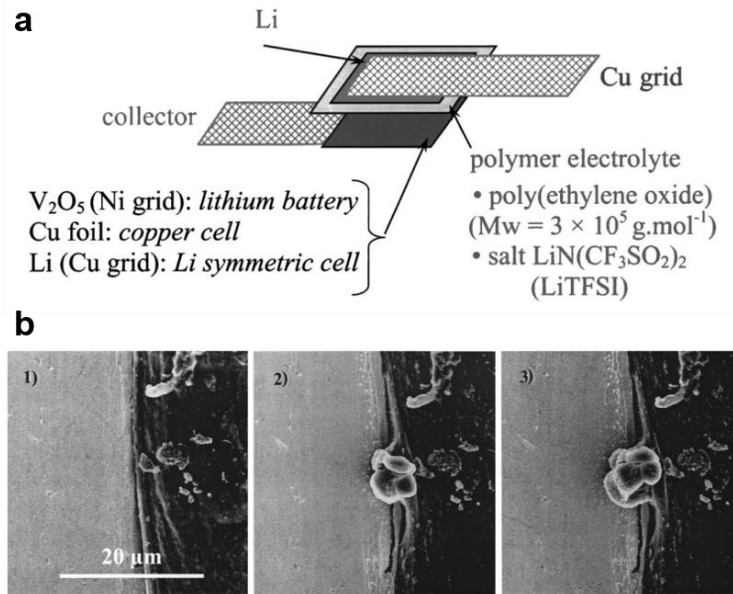 a
Li
Cu grid
collector
polymer electrolyte
• poly(ethylene oxide)
(Mw = 3 × 10⁵ g.mol⁻¹)
• salt LiN(CF₃SO₂)₂
(LiTFSI)
V₂O₅ (Ni grid): lithium battery
Cu foil: copper cell
Li (Cu grid): Li symmetric cell
b
1)
2)
3)
20 µm